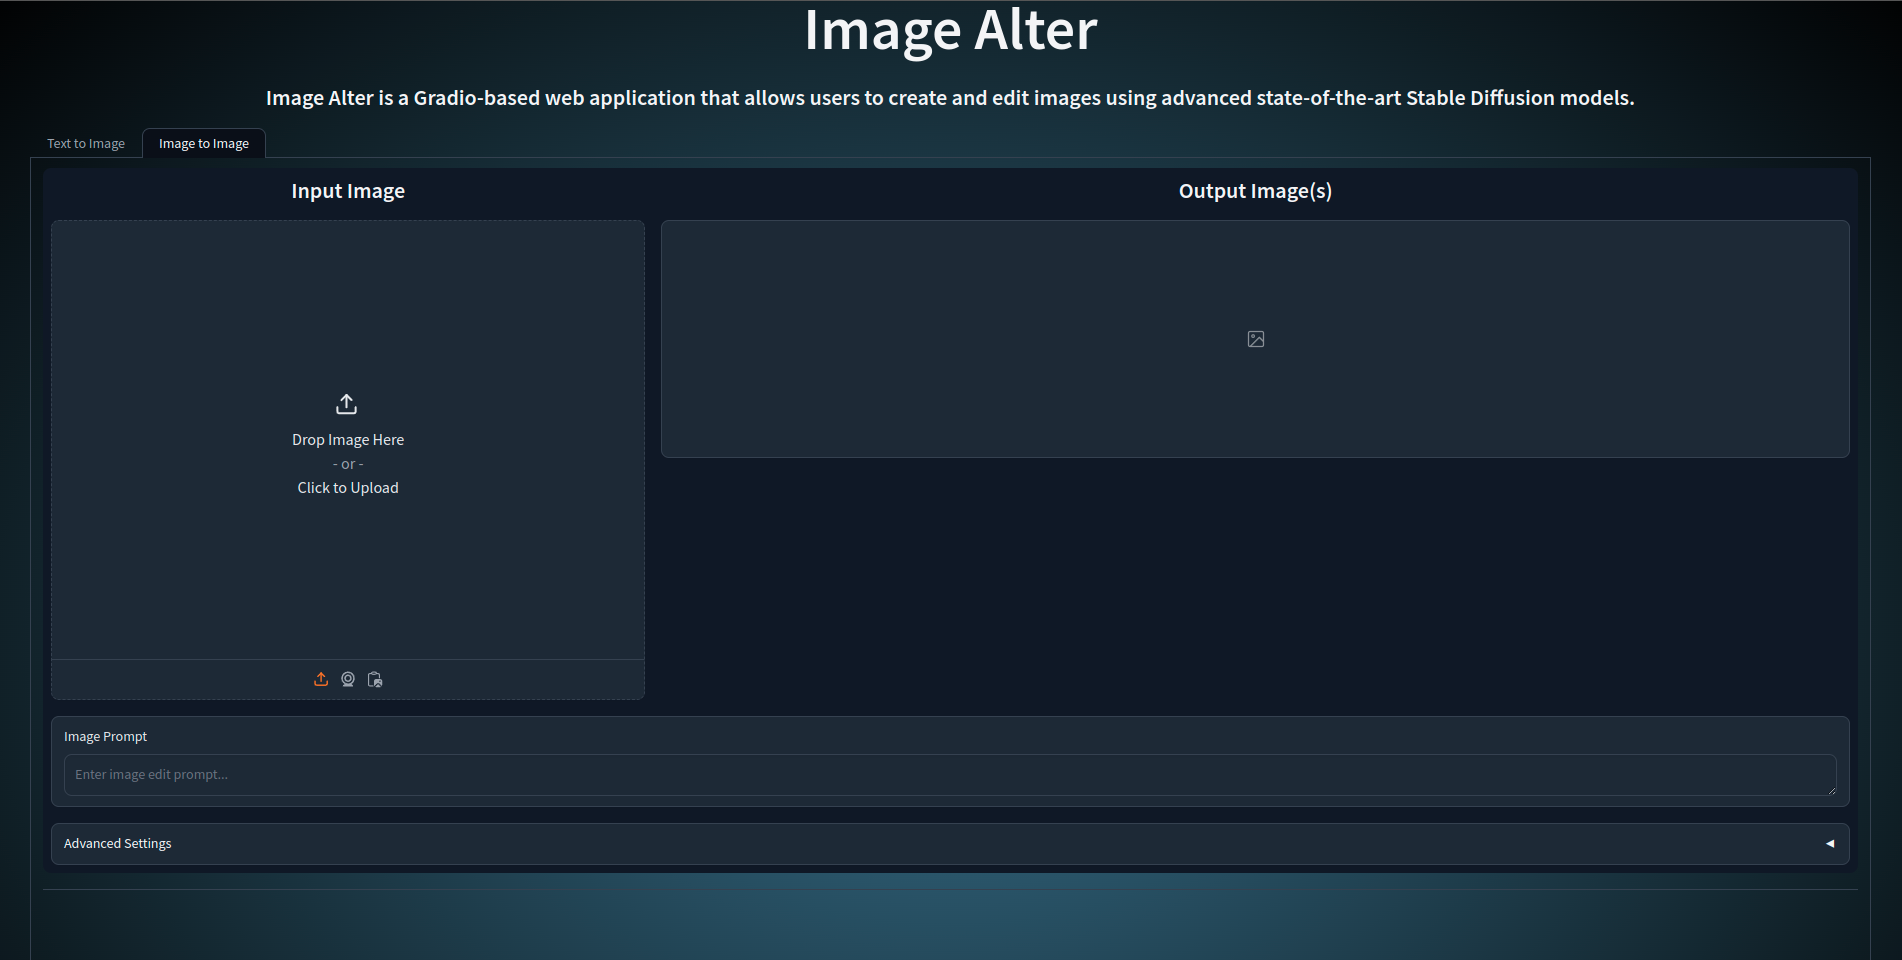 Image Alter
Image Alter is a Gradio-based web application that allows users to create and edit images using advanced state-of-the-art Stable Diffusion models.
Text to Image
Image to Image
Input Image
Output Image(s)
Drop Image Here
- or -
Click to Upload
Image Prompt
Enter image edit prompt...
Advanced Settings